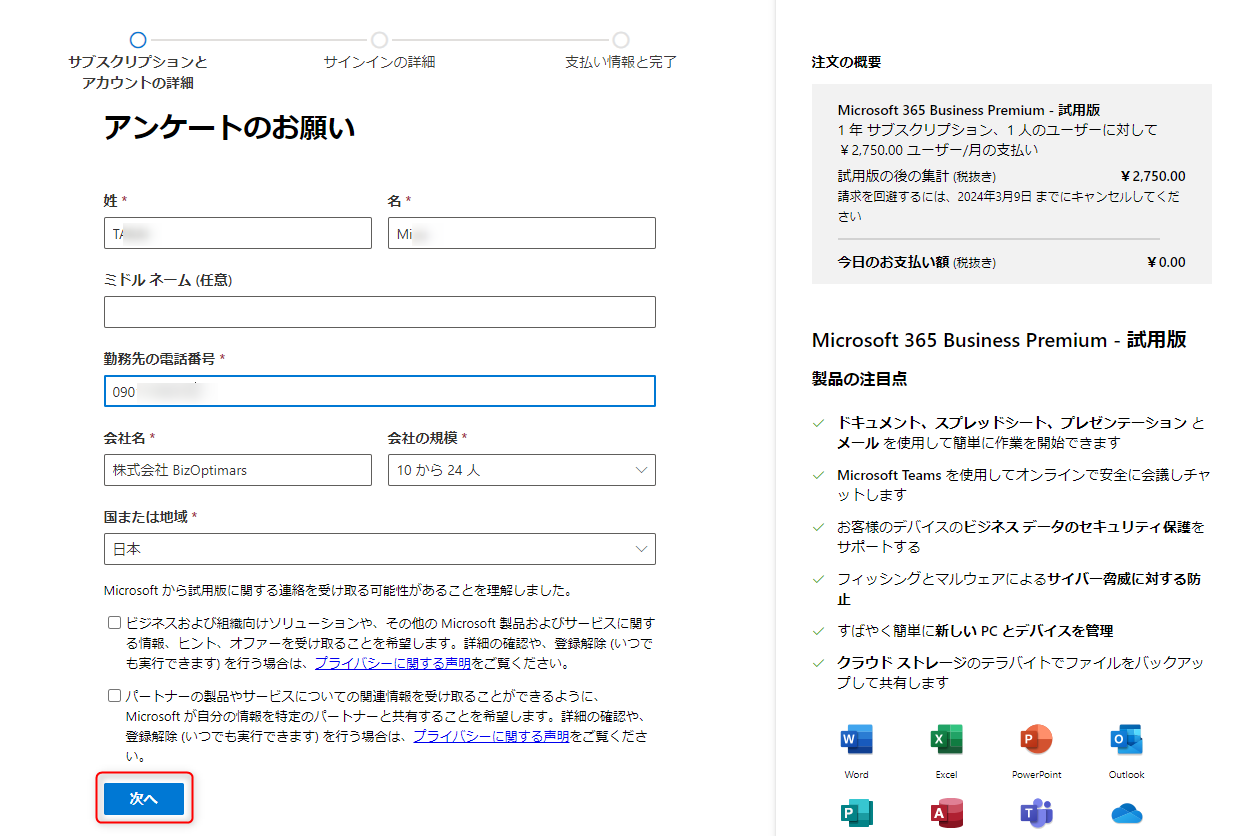 サブスクリプションと
アカウントの詳細
サインインの詳細
支払い情報と完了
アンケートのお願い
姓 *
名 *
TA
Mi
ミドル ネーム (任意)
勤務先の電話番号 *
090
会社名 *
会社の規模 *
株式会社 BizOptimars
10 から 24 人
国または地域 *
日本
Microsoft から試用版に関する連絡を受け取る可能性があることを理解しました。
ビジネスおよび組織向けソリューションや、その他の Microsoft 製品およびサービスに関す
る情報、ヒント、オファーを受け取ることを希望します。詳細の確認や、登録解除 (いつで
も実行できます) を行う場合は、プライバシーに関する声明をご覧ください。
パートナーの製品やサービスについての関連情報を受け取ることができるように、
Microsoft が自分の情報を特定のパートナーと共有することを希望します。詳細の確認や、
登録解除 (いつでも実行できます) を行う場合は、プライバシーに関する声明をご覧くださ
い。
次へ
注文の概要
Microsoft 365 Business Premium - 試用版
1 年 サブスクリプション、1 人のユーザーに対して
¥2,750.00 ユーザー/月の支払い
試用版の後の集計 (税抜き) ¥2,750.00
請求を回避するには、2024年3月9日 までにキャンセルしてくだ
さい
今日のお支払い額 (税抜き) ¥0.00
Microsoft 365 Business Premium - 試用版
製品の注目点
ドキュメント、スプレッドシート、プレゼンテーション と
メール を使用して簡単に作業を開始できます
Microsoft Teams を使用してオンラインで安全に会議しチャ
ットします
お客様のデバイスのビジネス データのセキュリティ保護を
サポートする
フィッシングとマルウェアによるサイバー脅威に対する防
止
すばやく簡単に新しい PC とデバイスを管理
クラウド ストレージのテラバイトでファイルをバックアッ
プして共有します
Word
Excel
PowerPoint
Outlook